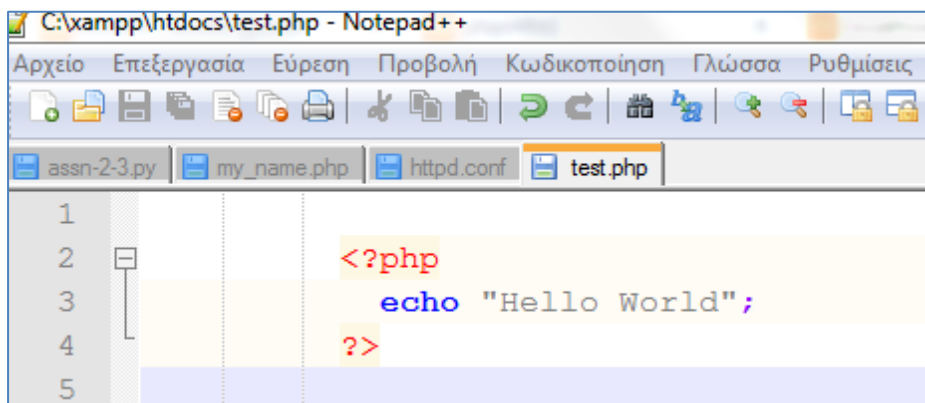 C:\xampp\htdocs\test.php - Notepad++
Αρχείο Επεξεργασία Εύρεση Προβολή Κωδικοποίηση Γλώσσα Ρυθμίσεις
assn-2-3.py my_name.php httpd.conf test.php
1
2 <?php
3 echo "Hello World";
4 ?>
5